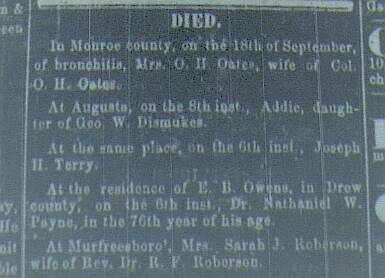 DIED.
In Monroe county, on the 18th of September,
of bronchitis, Mrs. O. H. Oates, wife of Col.
O. H. Oates.
At Augusta, on the 8th inst., Addie, daugh-
ter of Geo. W. Dismukes.
At the same place, on the 6th inst., Joseph
H. Terry.
At the residence of E. B. Owens, in Drew
county, on the 6th inst., Dr. Nathaniel W.
Payne, in the 76th year of his age.
At Murfreesboro', Mrs. Sarah J. Roberson,
wife of Rev. Dr. R. F. Roberson.